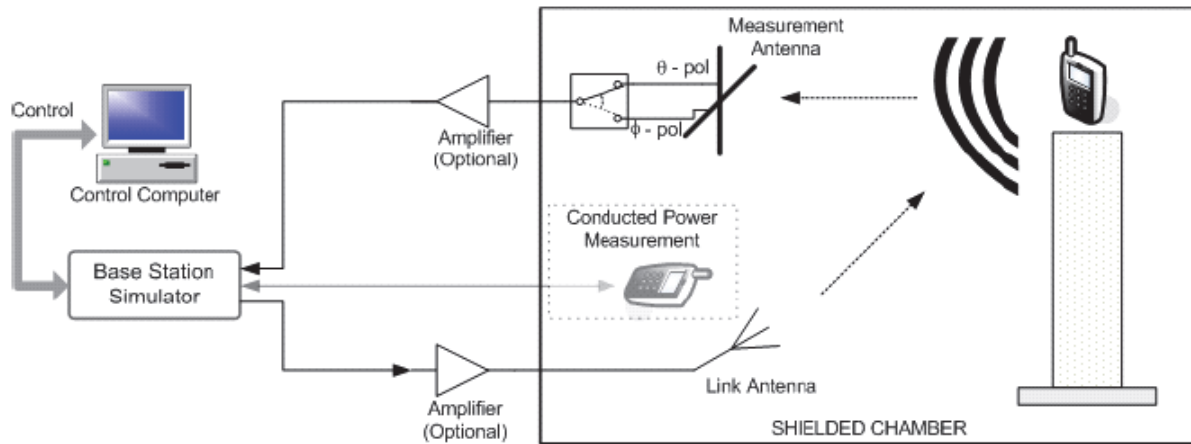 Measurement
Antenna
θ - pol
ϕ - pol
Control
Amplifier
(Optional)
Control Computer
Conducted Power
Measurement
Base Station
Simulator
Link Antenna
Amplifier
(Optional)
SHIELDED CHAMBER